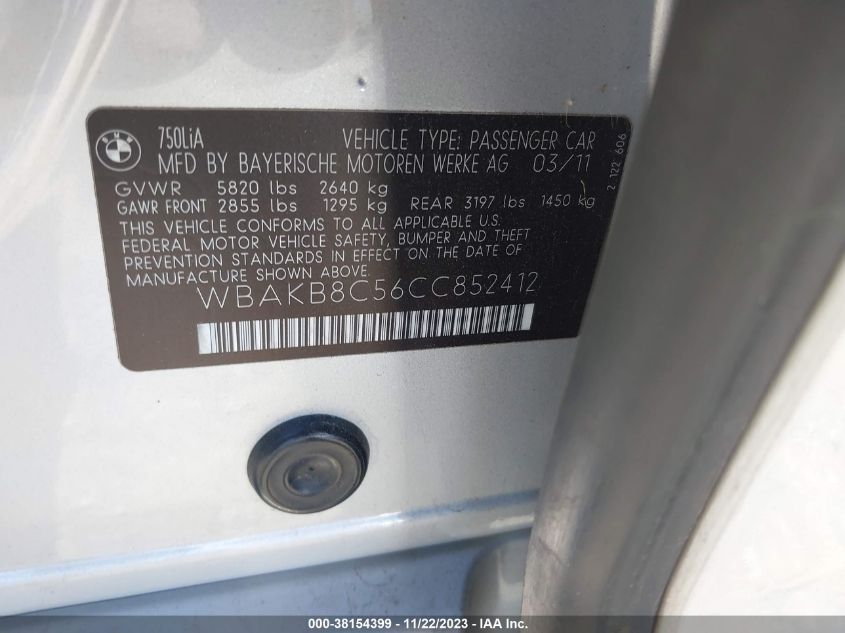 BMW
750LiA VEHICLE TYPE: PASSENGER CAR
MFD BY BAYERISCHE MOTOREN WERKE AG 03/11
GVWR 5820 lbs 2640 kg
GAWR FRONT 2855 lbs 1295 kg REAR 3197 lbs 1450 kg
THIS VEHICLE CONFORMS TO ALL APPLICABLE U.S.
FEDERAL MOTOR VEHICLE SAFETY, BUMPER AND THEFT
PREVENTION STANDARDS IN EFFECT ON THE DATE OF
MANUFACTURE SHOWN ABOVE.
WBAKB8C56CC852412
2 122 606
000-38154399 - 11/22/2023 - IAA Inc.